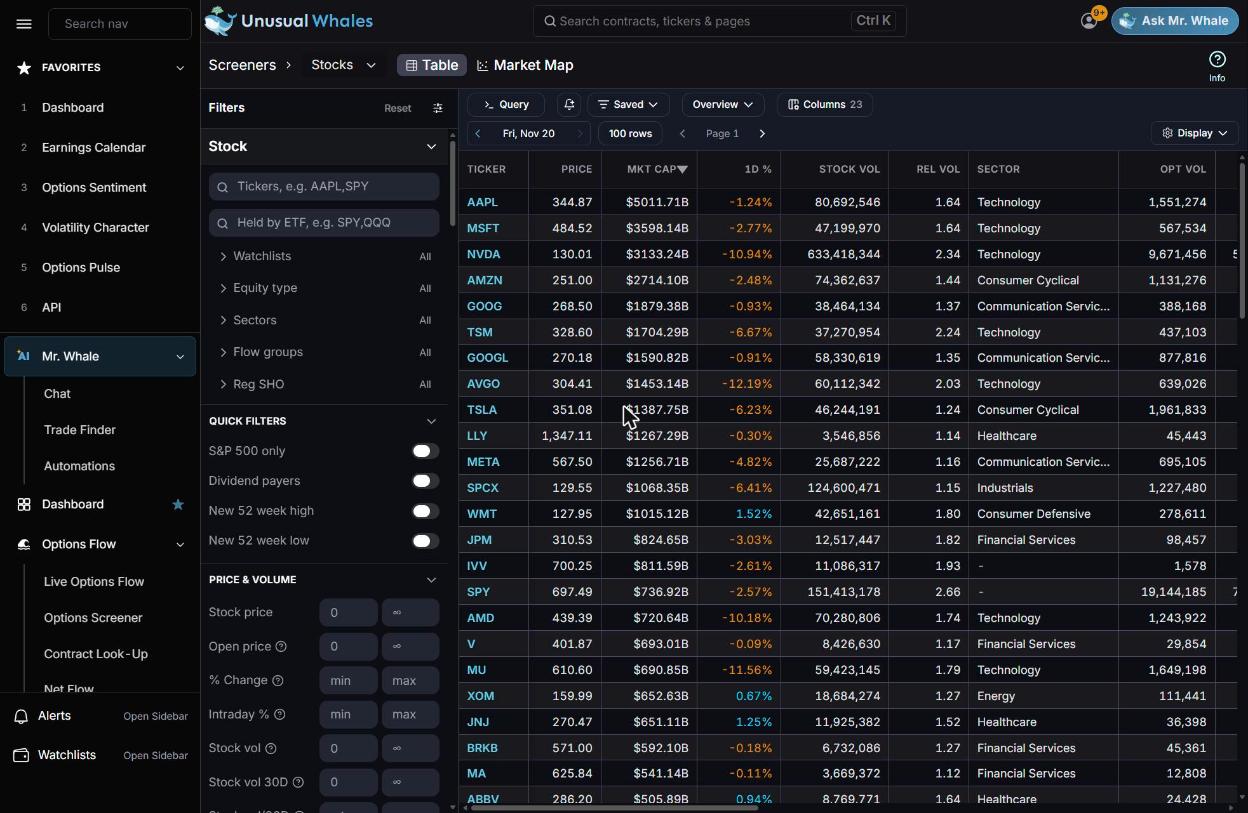 Search nav
Unusual Whales
Search contracts, tickers & pages Ctrl K
9+
Ask Mr. Whale
FAVORITES
1 Dashboard
2 Earnings Calendar
3 Options Sentiment
4 Volatility Character
5 Options Pulse
6 API
AI Mr. Whale
Chat
Trade Finder
Automations
Dashboard
Options Flow
Live Options Flow
Options Screener
Contract Look-Up
Net Flow
Alerts Open Sidebar
Watchlists Open Sidebar
Screeners > Stocks Table Market Map
Info
Filters Reset
Stock
Tickers, e.g. AAPL,SPY
Held by ETF, e.g. SPY,QQQ
Watchlists All
Equity type All
Sectors All
Flow groups All
Reg SHO All
QUICK FILTERS
S&P 500 only
Dividend payers
New 52 week high
New 52 week low
PRICE & VOLUME
Stock price 0 ∞
Open price 0 ∞
% Change min max
Intraday % min max
Stock vol 0 ∞
Stock vol 30D 0 ∞
Query Saved Overview Columns 23
Fri, Nov 20 100 rows Page 1 Display
TICKER PRICE MKT CAP▼ 1D % STOCK VOL REL VOL SECTOR OPT VOL
AAPL 344.87 $5011.71B -1.24% 80,692,546 1.64 Technology 1,551,274
MSFT 484.52 $3598.14B -2.77% 47,199,970 1.64 Technology 567,534
NVDA 130.01 $3133.24B -10.94% 633,418,344 2.34 Technology 9,671,456
AMZN 251.00 $2714.10B -2.48% 74,362,637 1.44 Consumer Cyclical 1,131,276
GOOG 268.50 $1879.38B -0.93% 38,464,134 1.37 Communication Servic... 388,168
TSM 328.60 $1704.29B -6.67% 37,270,954 2.24 Technology 437,103
GOOGL 270.18 $1590.82B -0.91% 58,330,619 1.35 Communication Servic... 877,816
AVGO 304.41 $1453.14B -12.19% 60,112,342 2.03 Technology 639,026
TSLA 351.08 $1387.75B -6.23% 46,244,191 1.24 Consumer Cyclical 1,961,833
LLY 1,347.11 $1267.29B -0.30% 3,546,856 1.14 Healthcare 45,443
META 567.50 $1256.71B -4.82% 25,687,222 1.16 Communication Servic... 695,105
SPCX 129.55 $1068.35B -6.41% 124,600,471 1.15 Industrials 1,227,480
WMT 127.95 $1015.12B 1.52% 42,651,161 1.80 Consumer Defensive 278,611
JPM 310.53 $824.65B -3.03% 12,517,447 1.82 Financial Services 98,457
IVV 700.25 $811.59B -2.61% 11,086,317 1.93 - 1,578
SPY 697.49 $736.92B -2.57% 151,413,178 2.66 - 19,144,185
AMD 439.39 $720.64B -10.18% 70,280,806 1.74 Technology 1,243,922
V 401.87 $693.01B -0.09% 8,426,630 1.17 Financial Services 29,854
MU 610.60 $690.85B -11.56% 59,423,145 1.79 Technology 1,649,198
XOM 159.99 $652.63B 0.67% 18,684,274 1.27 Energy 111,441
JNJ 270.47 $651.11B 1.25% 11,925,382 1.52 Healthcare 36,398
BRKB 571.00 $592.10B -0.18% 6,732,086 1.27 Financial Services 45,361
MA 625.84 $541.14B -0.11% 3,669,372 1.12 Financial Services 12,808
ABBV 286.20 $505.89B 0.94% 8,769,771 1.64 Healthcare 24,428